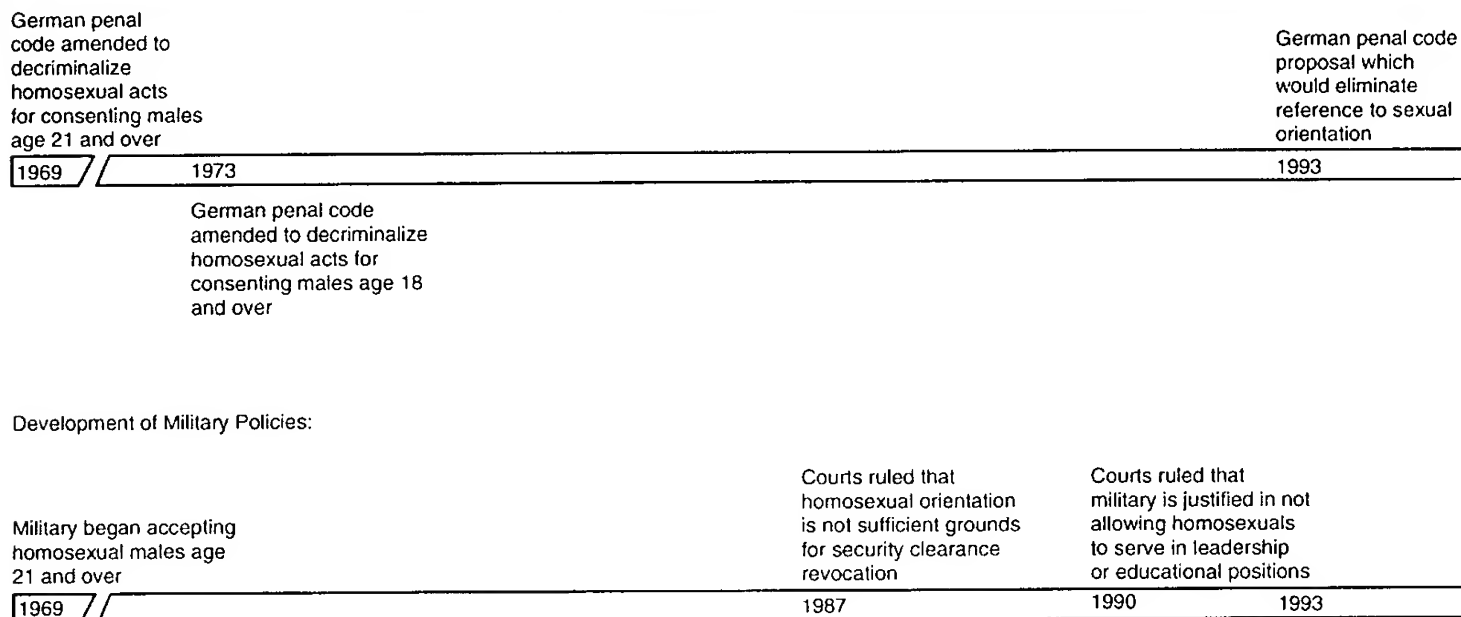 German penal
code amended to
decriminalize
homosexual acts
for consenting males
age 21 and over
German penal code
proposal which
would eliminate
reference to sexual
orientation
1969 1973 1993
German penal code
amended to decriminalize
homosexual acts for
consenting males age 18
and over
Development of Military Policies:
Military began accepting
homosexual males age
21 and over
Courts ruled that
homosexual orientation
is not sufficient grounds
for security clearance
revocation
Courts ruled that
military is justified in not
allowing homosexuals
to serve in leadership
or educational positions
1969 1987 1990 1993